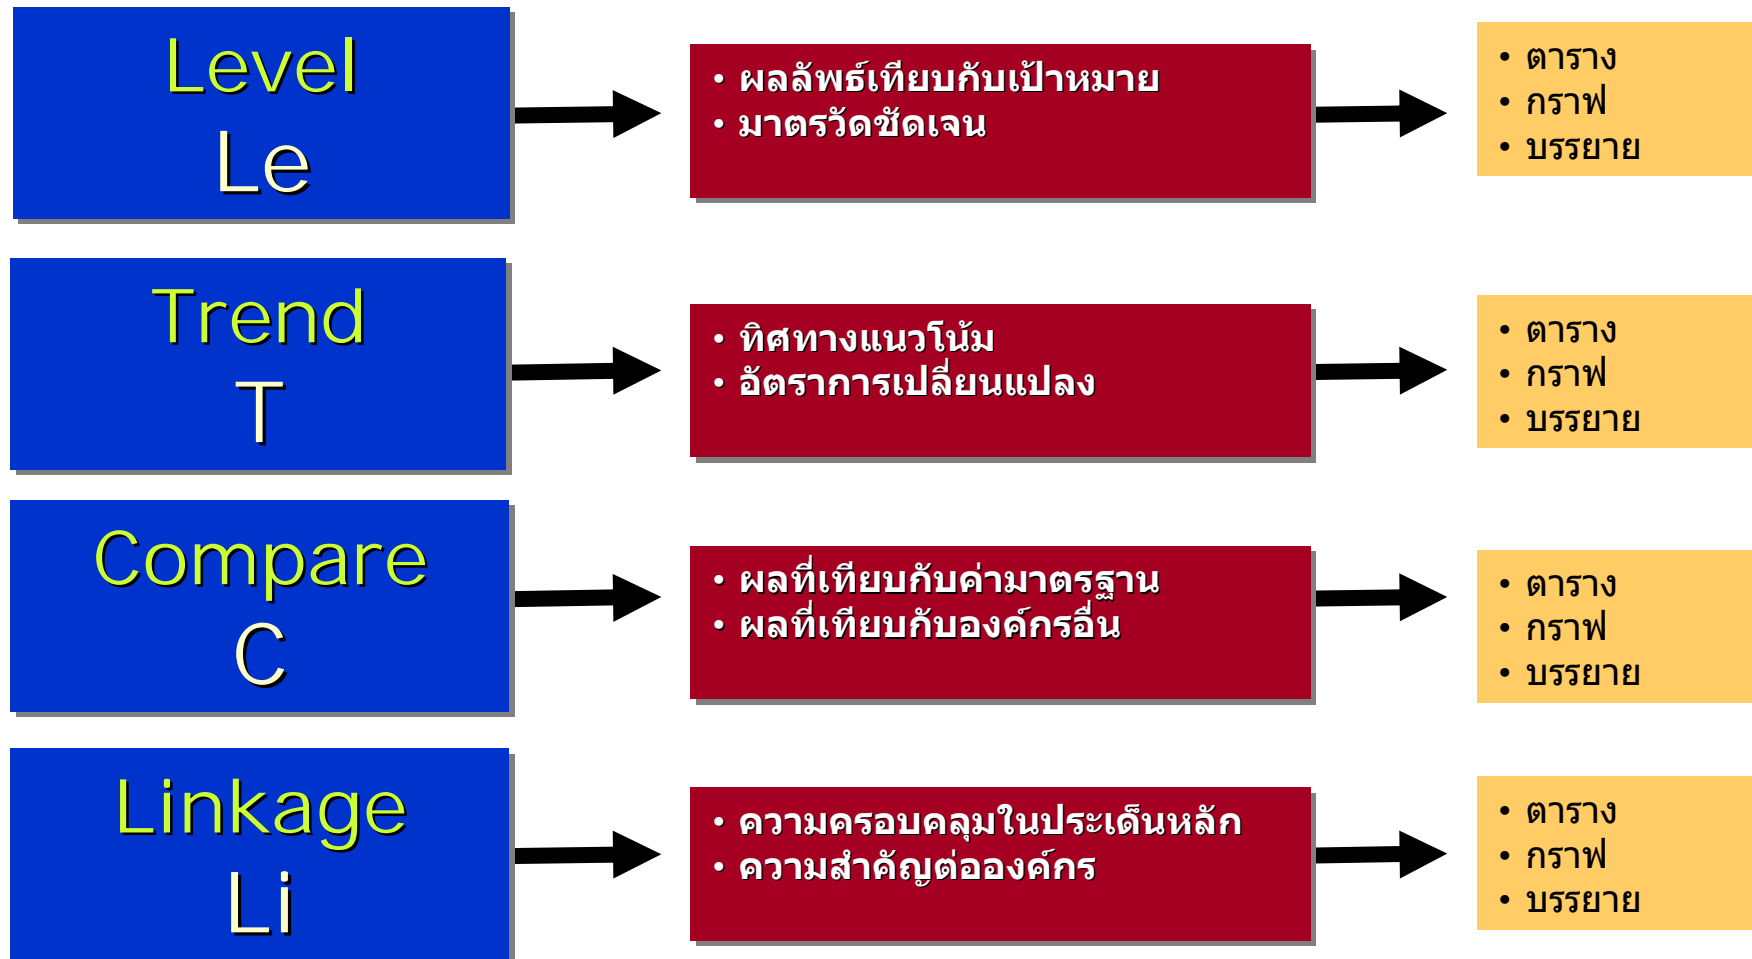 Level
Le
• ผลลัพธ์เทียบกับเป้าหมาย
• มาตรวัดชัดเจน
• ตาราง
• กราฟ
• บรรยาย
Trend
T
• ทิศทางแนวโน้ม
• อัตราการเปลี่ยนแปลง
• ตาราง
• กราฟ
• บรรยาย
Compare
C
• ผลที่เทียบกับค่ามาตรฐาน
• ผลที่เทียบกับองค์กรอื่น
• ตาราง
• กราฟ
• บรรยาย
Linkage
Li
• ความครอบคลุมในประเด็นหลัก
• ความสำคัญต่อองค์กร
• ตาราง
• กราฟ
• บรรยาย